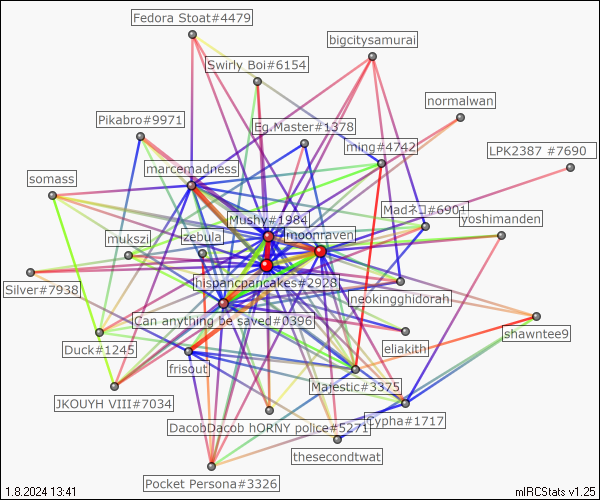 Fedora Stoat#4479
bigcitysamurai
Swirly Boi#6154
normalwan
Pikabro#9971
Eg.Master#1378
ming#4742
LPK2387 #7690
marcemadness
somass
Madネコ#6901
Mushy#1984
yoshimanden
mukszi
zebula
moonraven
hispancpancakes#2928
Silver#7938
neokingghidorah
Can anything be saved#0396
shawntee9
Duck#1245
eliakith
frisout
Majestic#3375
JKOUYH VIII#7034
Cypha#1717
DacobDacob hORNY police#5271
thesecondtwat
Pocket Persona#3326
1.8.2024 13:41
mIRCStats v1.25